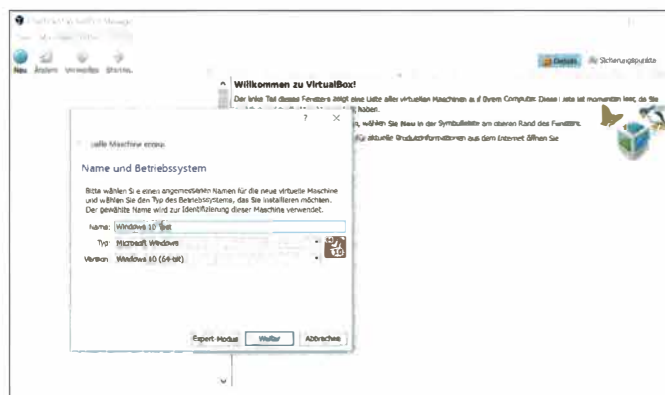 Neu Ändern Verwerfen Starten
Details Sicherungspunkte
Willkommen zu VirtualBox!
Der linke Teil dieses Fensters zeigt eine Liste aller virtuellen Maschinen auf Ihrem Computer. Diese Liste ist momentan leer, da Sie
haben.
wählen Sie Neu in der Symbolleiste am oberen Rand des Fensters.
für aktuelle Produktinformationen aus dem Internet öffnen Sie
?
Name und Betriebssystem
Bitte wählen Sie einen angemessenen Namen für die neue virtuelle Maschine
und wählen Sie den Typ des Betriebssystems, das Sie installieren möchten.
Der gewählte Name wird zur Identifizierung dieser Maschine verwendet.
Name: Windows 10
Typ: Microsoft Windows
Version: Windows 10 (64-bit)
Expert-Modus Weiter Abbrechen